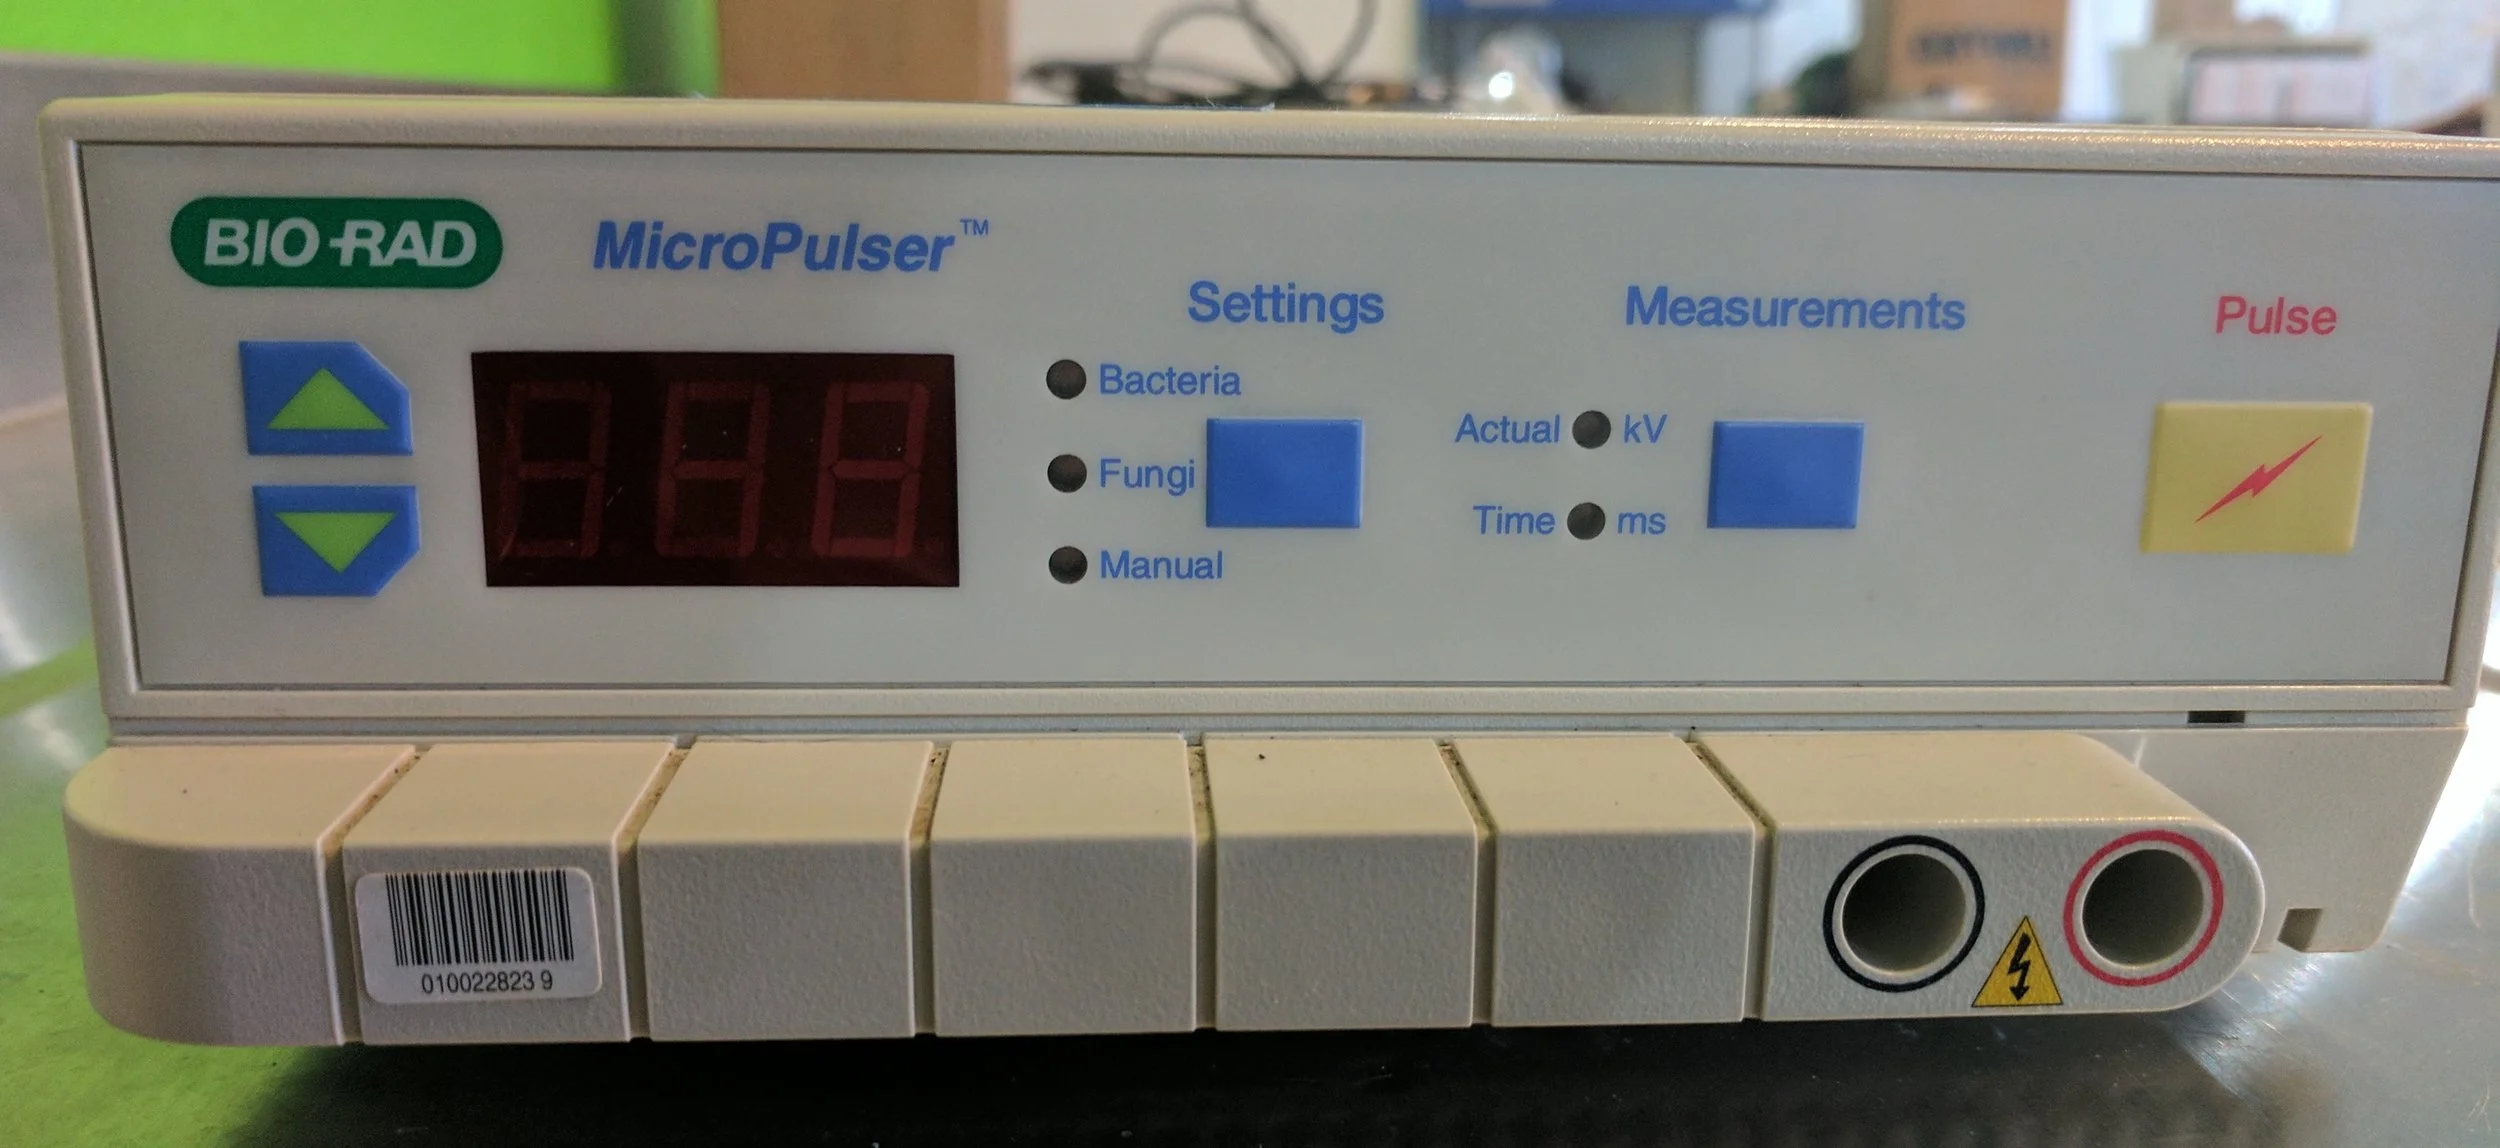 BIO-RAD
MicroPulser™
Settings
Measurements
Pulse
Bacteria
Fungi
Manual
Actual kV
Time ms
010022823 9